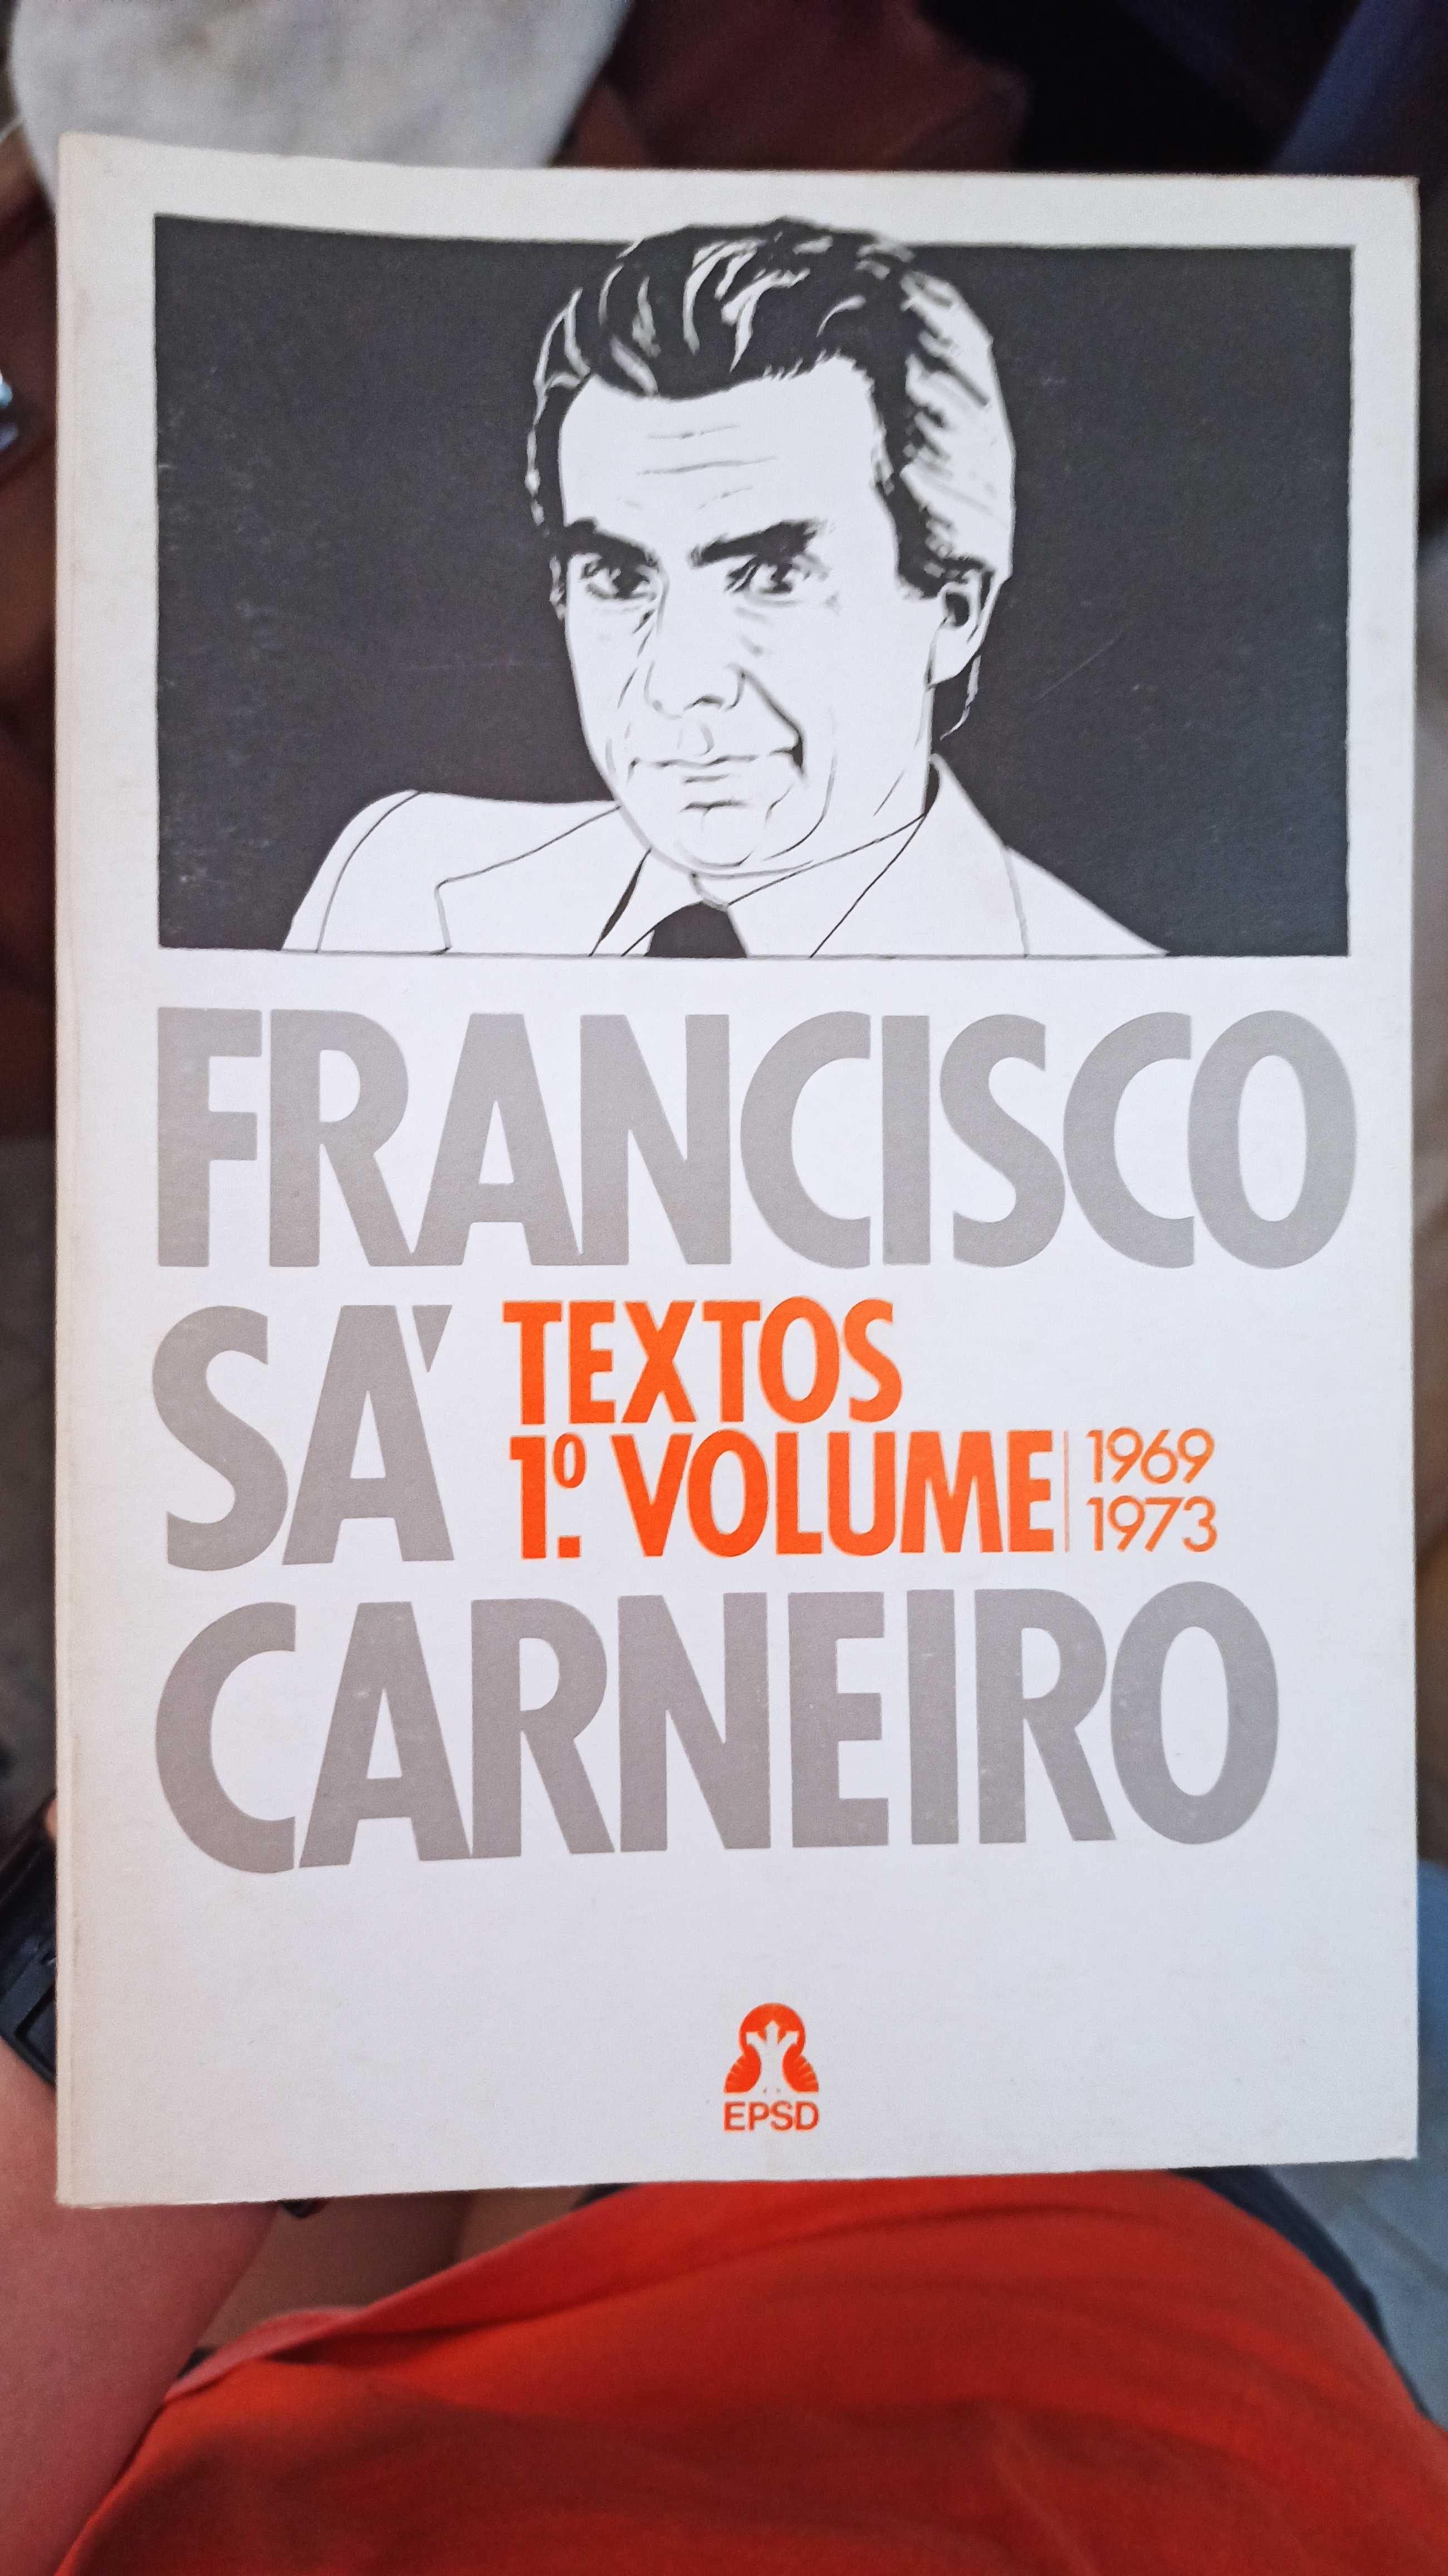 FRANCISCO
SÁ
TEXTOS
1º. VOLUME
1969
1973
CARNEIRO
EPSD